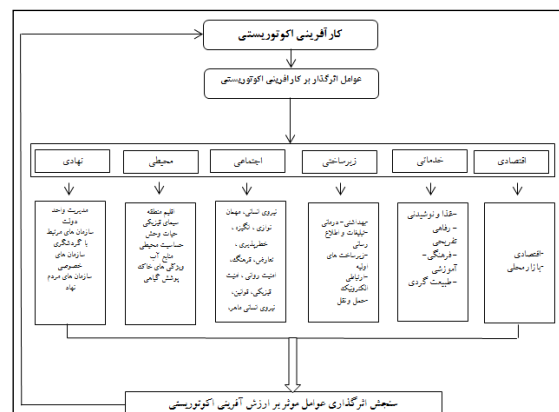 کارآفرینی اکوتوریستی
عوامل اثرگذار بر کارافرینی اکوتوریستی
اقتصادی
خدماتی
زیرساختی
اجتماعی
محیطی
نهادی
-اقتصادی
-بازار محلی
-غذا و نوشیدنی
- رفاهی
تفریحی
-فرهنگی-
آموزشی
-طبیعت گردی
-بهداشتی-درمانی
-تبلیغات و اطلاع
رسانی
-زیرساخت های
اولیه
-ارتباطی
الکترونیک
-حمل و نقل
نیروی انسانی، مهمان
نوازی ، انگیزه ،
خطرپذیری ،
تعارض، فرهنگ،
امنیت روانی، امنیت
فیزیکی، قوانین،
نیروی انسانی ماهر،
اقلیم منطقه
سیمای فیزیکی
حیات وحش
حساسیت محیطی
منابع آب
ویژگی های خاک
پوشش گیاهی
مدیریت واحد
دولت
سازمان های مرتبط
با گردشگری
سازمان های
خصوصی
سازمان های مردم
نهاد
سنجش اثرگذاری عوامل موثر بر ارزش آفرینی اکوتوریستی